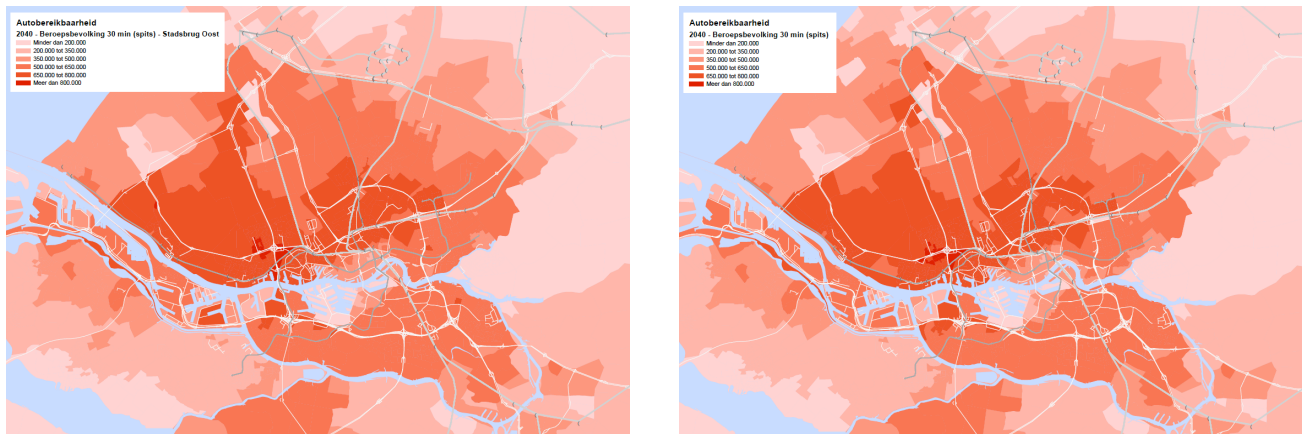 Autobereikbaarheid
2040 - Beroepsbevolking 30 min (spits) - Stadsbrug Oost
Minder dan 200.000
200.000 tot 350.000
350.000 tot 500.000
500.000 tot 650.000
650.000 tot 800.000
Meer dan 800.000
Autobereikbaarheid
2040 - Beroepsbevolking 30 min (spits)
Minder dan 200.000
200.000 tot 350.000
350.000 tot 500.000
500.000 tot 650.000
650.000 tot 800.000
Meer dan 800.000